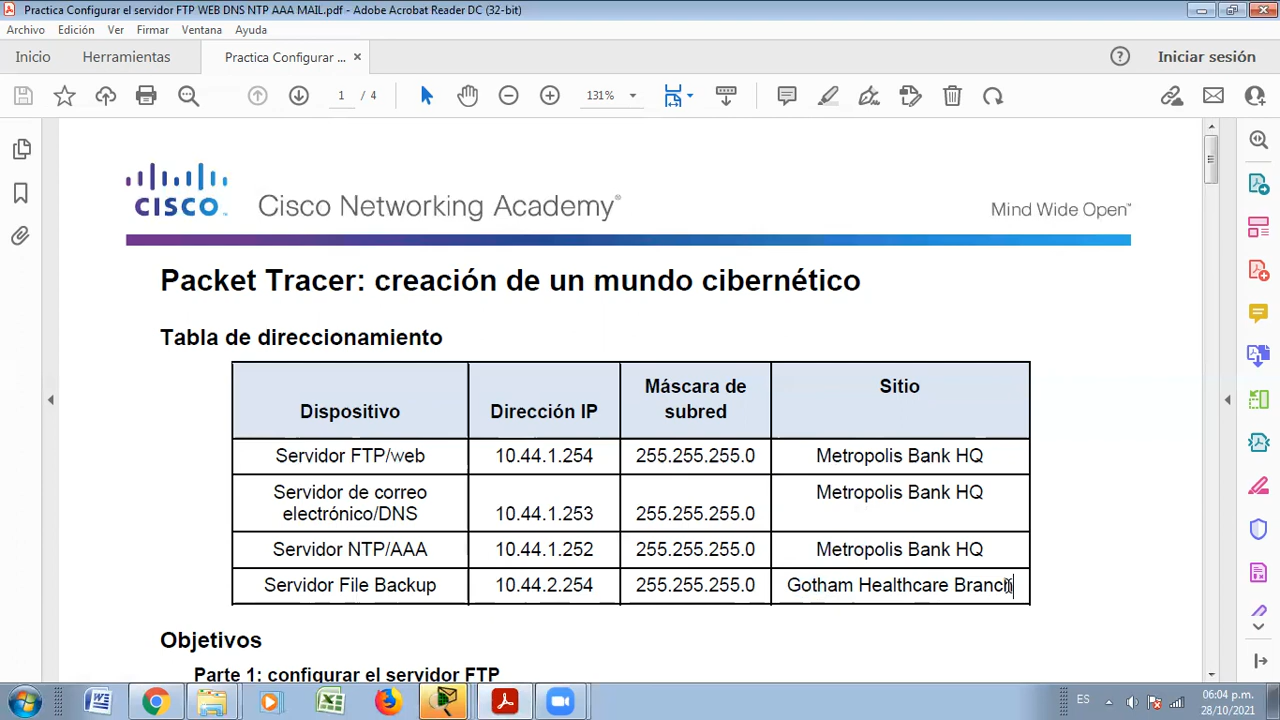 Practica Configurar el servidor FTP WEB DNS NTP AAA MAIL.pdf - Adobe Acrobat Reader DC (32-bit)
Archivo Edición Ver Firmar Ventana Ayuda
Inicio Herramientas Practica Configurar ... × Iniciar sesión
1 / 4 131%
CISCO Cisco Networking Academy® Mind Wide Open™
Packet Tracer: creación de un mundo cibernético
Tabla de direccionamiento
Dispositivo Dirección IP Máscara de subred Sitio
Servidor FTP/web 10.44.1.254 255.255.255.0 Metropolis Bank HQ
Servidor de correo electrónico/DNS 10.44.1.253 255.255.255.0 Metropolis Bank HQ
Servidor NTP/AAA 10.44.1.252 255.255.255.0 Metropolis Bank HQ
Servidor File Backup 10.44.2.254 255.255.255.0 Gotham Healthcare Branch
Objetivos
Parte 1: configurar el servidor FTP
ES 06:04 p.m.
28/10/2021